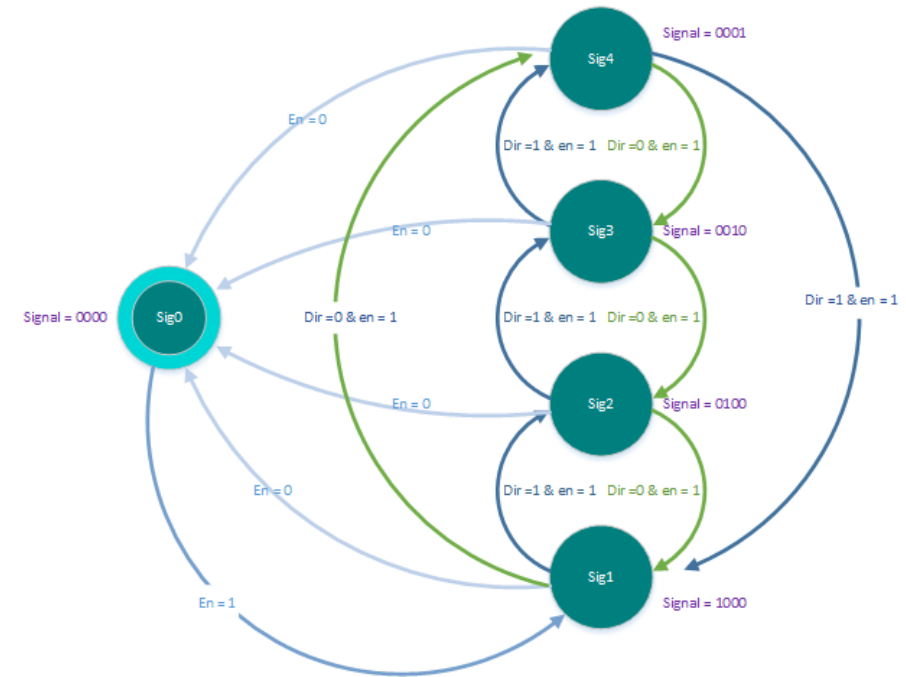 Signal = 0001
Sig4
En = 0
Dir =1 & en = 1
Dir =0 & en = 1
Sig3
Signal = 0010
En = 0
Dir =1 & en = 1
Signal = 0000
Sig0
Dir =0 & en = 1
Dir =1 & en = 1
Dir =0 & en = 1
Sig2
Signal = 0100
En = 0
En = 0
Dir =1 & en = 1
Dir =0 & en = 1
Sig1
En = 1
Signal = 1000